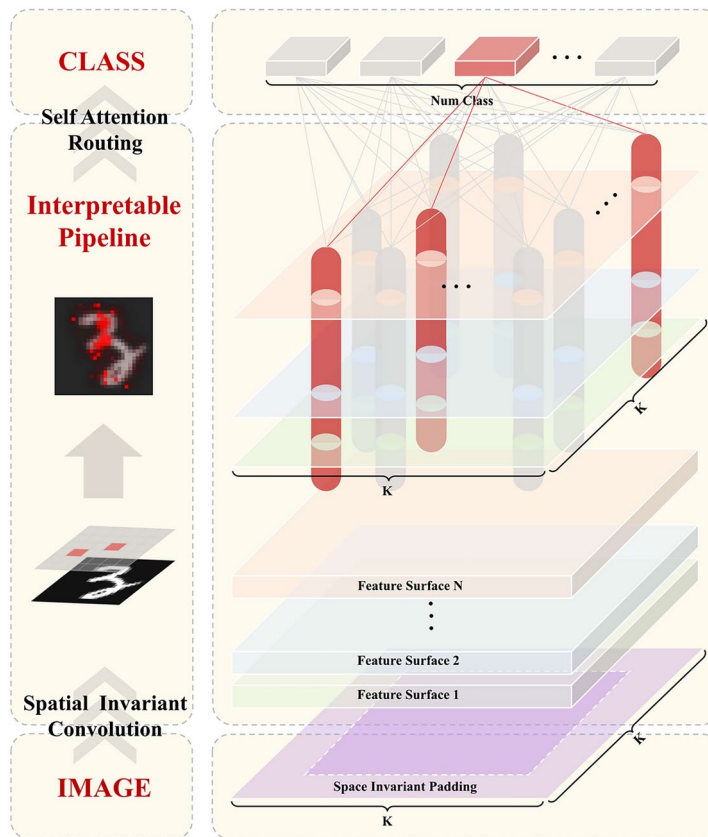 CLASS
Self Attention
Routing
Interpretable
Pipeline
Spatial Invariant
Convolution
IMAGE
• • •
Num Class
• • •
• • •
K
K
Feature Surface N
• • •
Feature Surface 2
Feature Surface 1
K
Space Invariant Padding
K